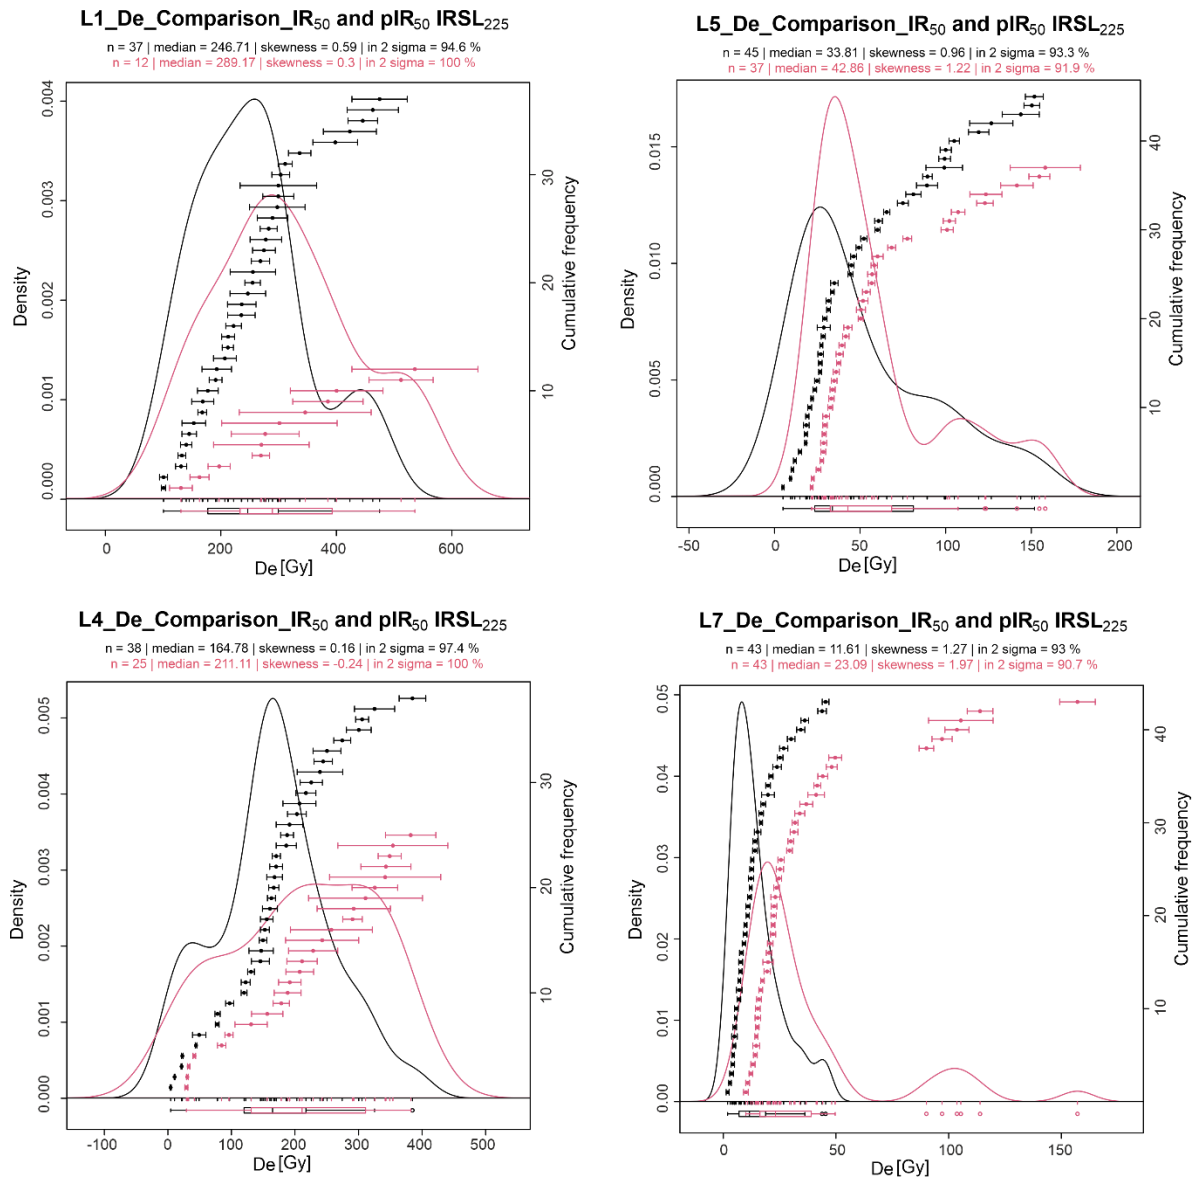 L1_De_Comparison_IR₅₀ and pIR₅₀ IRSL₂₂₅
n = 37 | median = 246.71 | skewness = 0.59 | in 2 sigma = 94.6 %
n = 12 | median = 289.17 | skewness = 0.3 | in 2 sigma = 100 %
Density
0.000 0.001 0.002 0.003 0.004
Cumulative frequency
10 20 30
0 200 400 600
De [Gy]
L5_De_Comparison_IR₅₀ and pIR₅₀ IRSL₂₂₅
n = 45 | median = 33.81 | skewness = 0.96 | in 2 sigma = 93.3 %
n = 37 | median = 42.86 | skewness = 1.22 | in 2 sigma = 91.9 %
Density
0.000 0.005 0.010 0.015
Cumulative frequency
10 20 30 40
-50 0 50 100 150 200
De [Gy]
L4_De_Comparison_IR₅₀ and pIR₅₀ IRSL₂₂₅
n = 38 | median = 164.78 | skewness = 0.16 | in 2 sigma = 97.4 %
n = 25 | median = 211.11 | skewness = -0.24 | in 2 sigma = 100 %
Density
0.000 0.001 0.002 0.003 0.004 0.005
Cumulative frequency
10 20 30
-100 0 100 200 300 400 500
De [Gy]
L7_De_Comparison_IR₅₀ and pIR₅₀ IRSL₂₂₅
n = 43 | median = 11.61 | skewness = 1.27 | in 2 sigma = 93 %
n = 43 | median = 23.09 | skewness = 1.97 | in 2 sigma = 90.7 %
Density
0.00 0.01 0.02 0.03 0.04 0.05
Cumulative frequency
10 20 30 40
0 50 100 150
De [Gy]